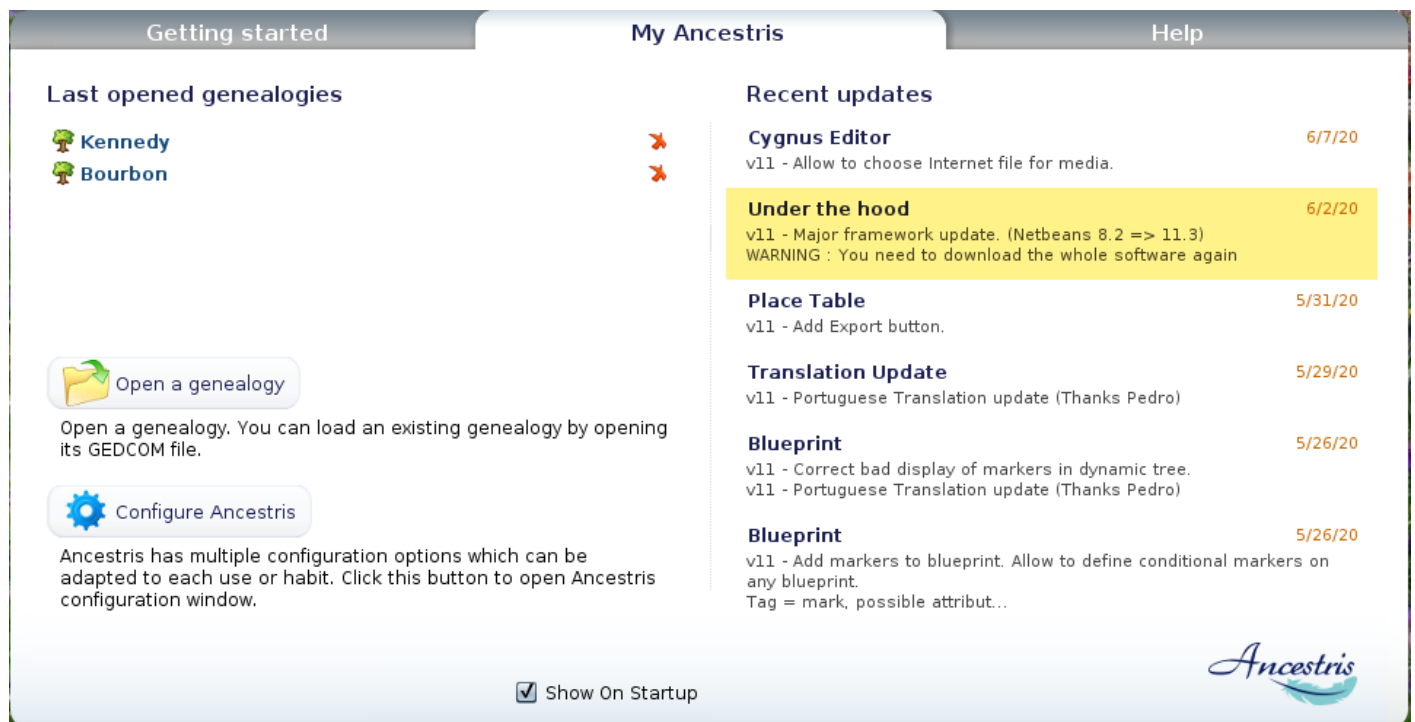 Getting started
My Ancestris
Help
Last opened genealogies
Kennedy
Bourbon
Open a genealogy
Open a genealogy. You can load an existing genealogy by opening
its GEDCOM file.
Configure Ancestris
Ancestris has multiple configuration options which can be
adapted to each use or habit. Click this button to open Ancestris
configuration window.
Recent updates
Cygnus Editor 6/7/20
v11 - Allow to choose Internet file for media.
Under the hood 6/2/20
v11 - Major framework update. (Netbeans 8.2 => 11.3)
WARNING : You need to download the whole software again
Place Table 5/31/20
v11 - Add Export button.
Translation Update 5/29/20
v11 - Portuguese Translation update (Thanks Pedro)
Blueprint 5/26/20
v11 - Correct bad display of markers in dynamic tree.
v11 - Portuguese Translation update (Thanks Pedro)
Blueprint 5/26/20
v11 - Add markers to blueprint. Allow to define conditional markers on
any blueprint.
Tag = mark, possible attribut...
Ancestris
Show On Startup